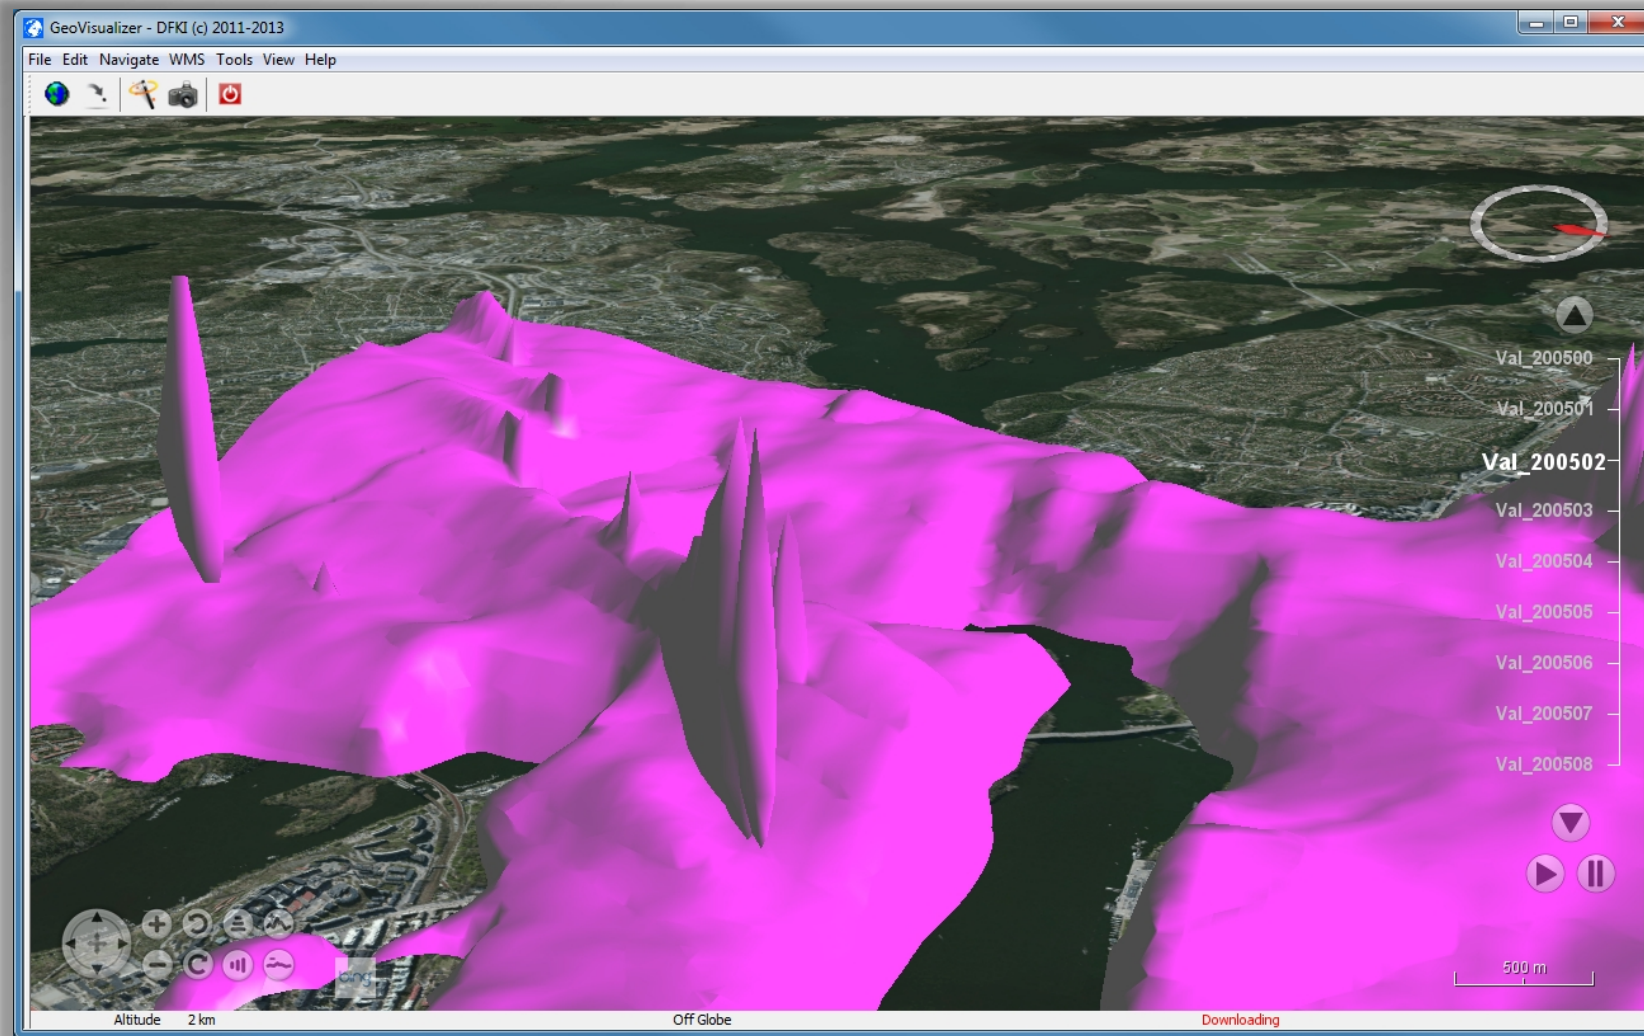 GeoVisualizer - DFKI (c) 2011-2013
File Edit Navigate WMS Tools View Help
Val_200500
Val_200501
Val_200502
Val_200503
Val_200504
Val_200505
Val_200506
Val_200507
Val_200508
500 m
bing
Altitude 2 km Off Globe Downloading